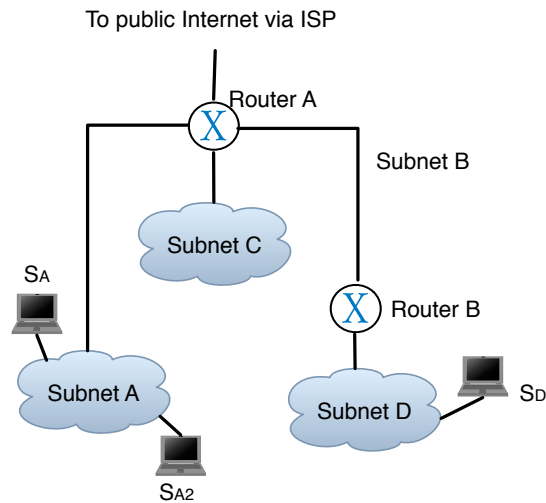 To public Internet via ISP
Router A
X
Subnet B
Subnet C
SA
X
Router B
Subnet A
Subnet D
SD
SA2